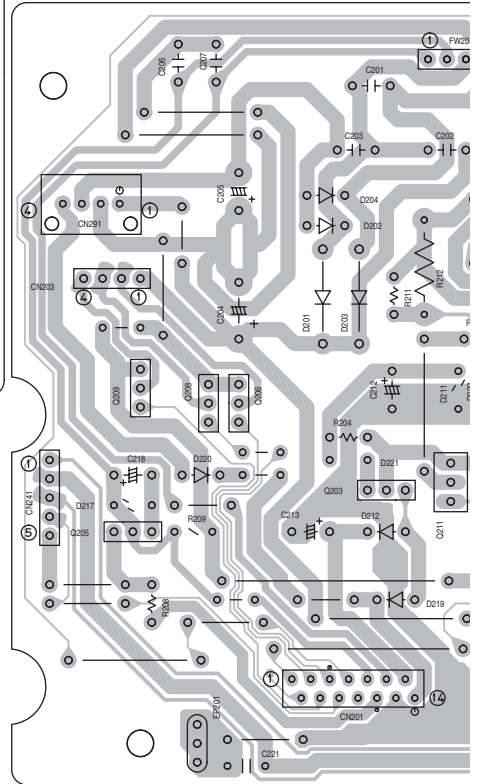 1
FW20
C206
C207
C201
C203
C202
C205
D204
D202
4
CN291
1
CN203
4
1
C204
D201
D203
R211
R212
Q209
Q208
Q206
C212
D211
R204
C218
D220
D221
1
CN241
D217
Q203
5
Q205
R209
C213
D212
Q211
R208
D219
1
CN201
14
EP201
C221